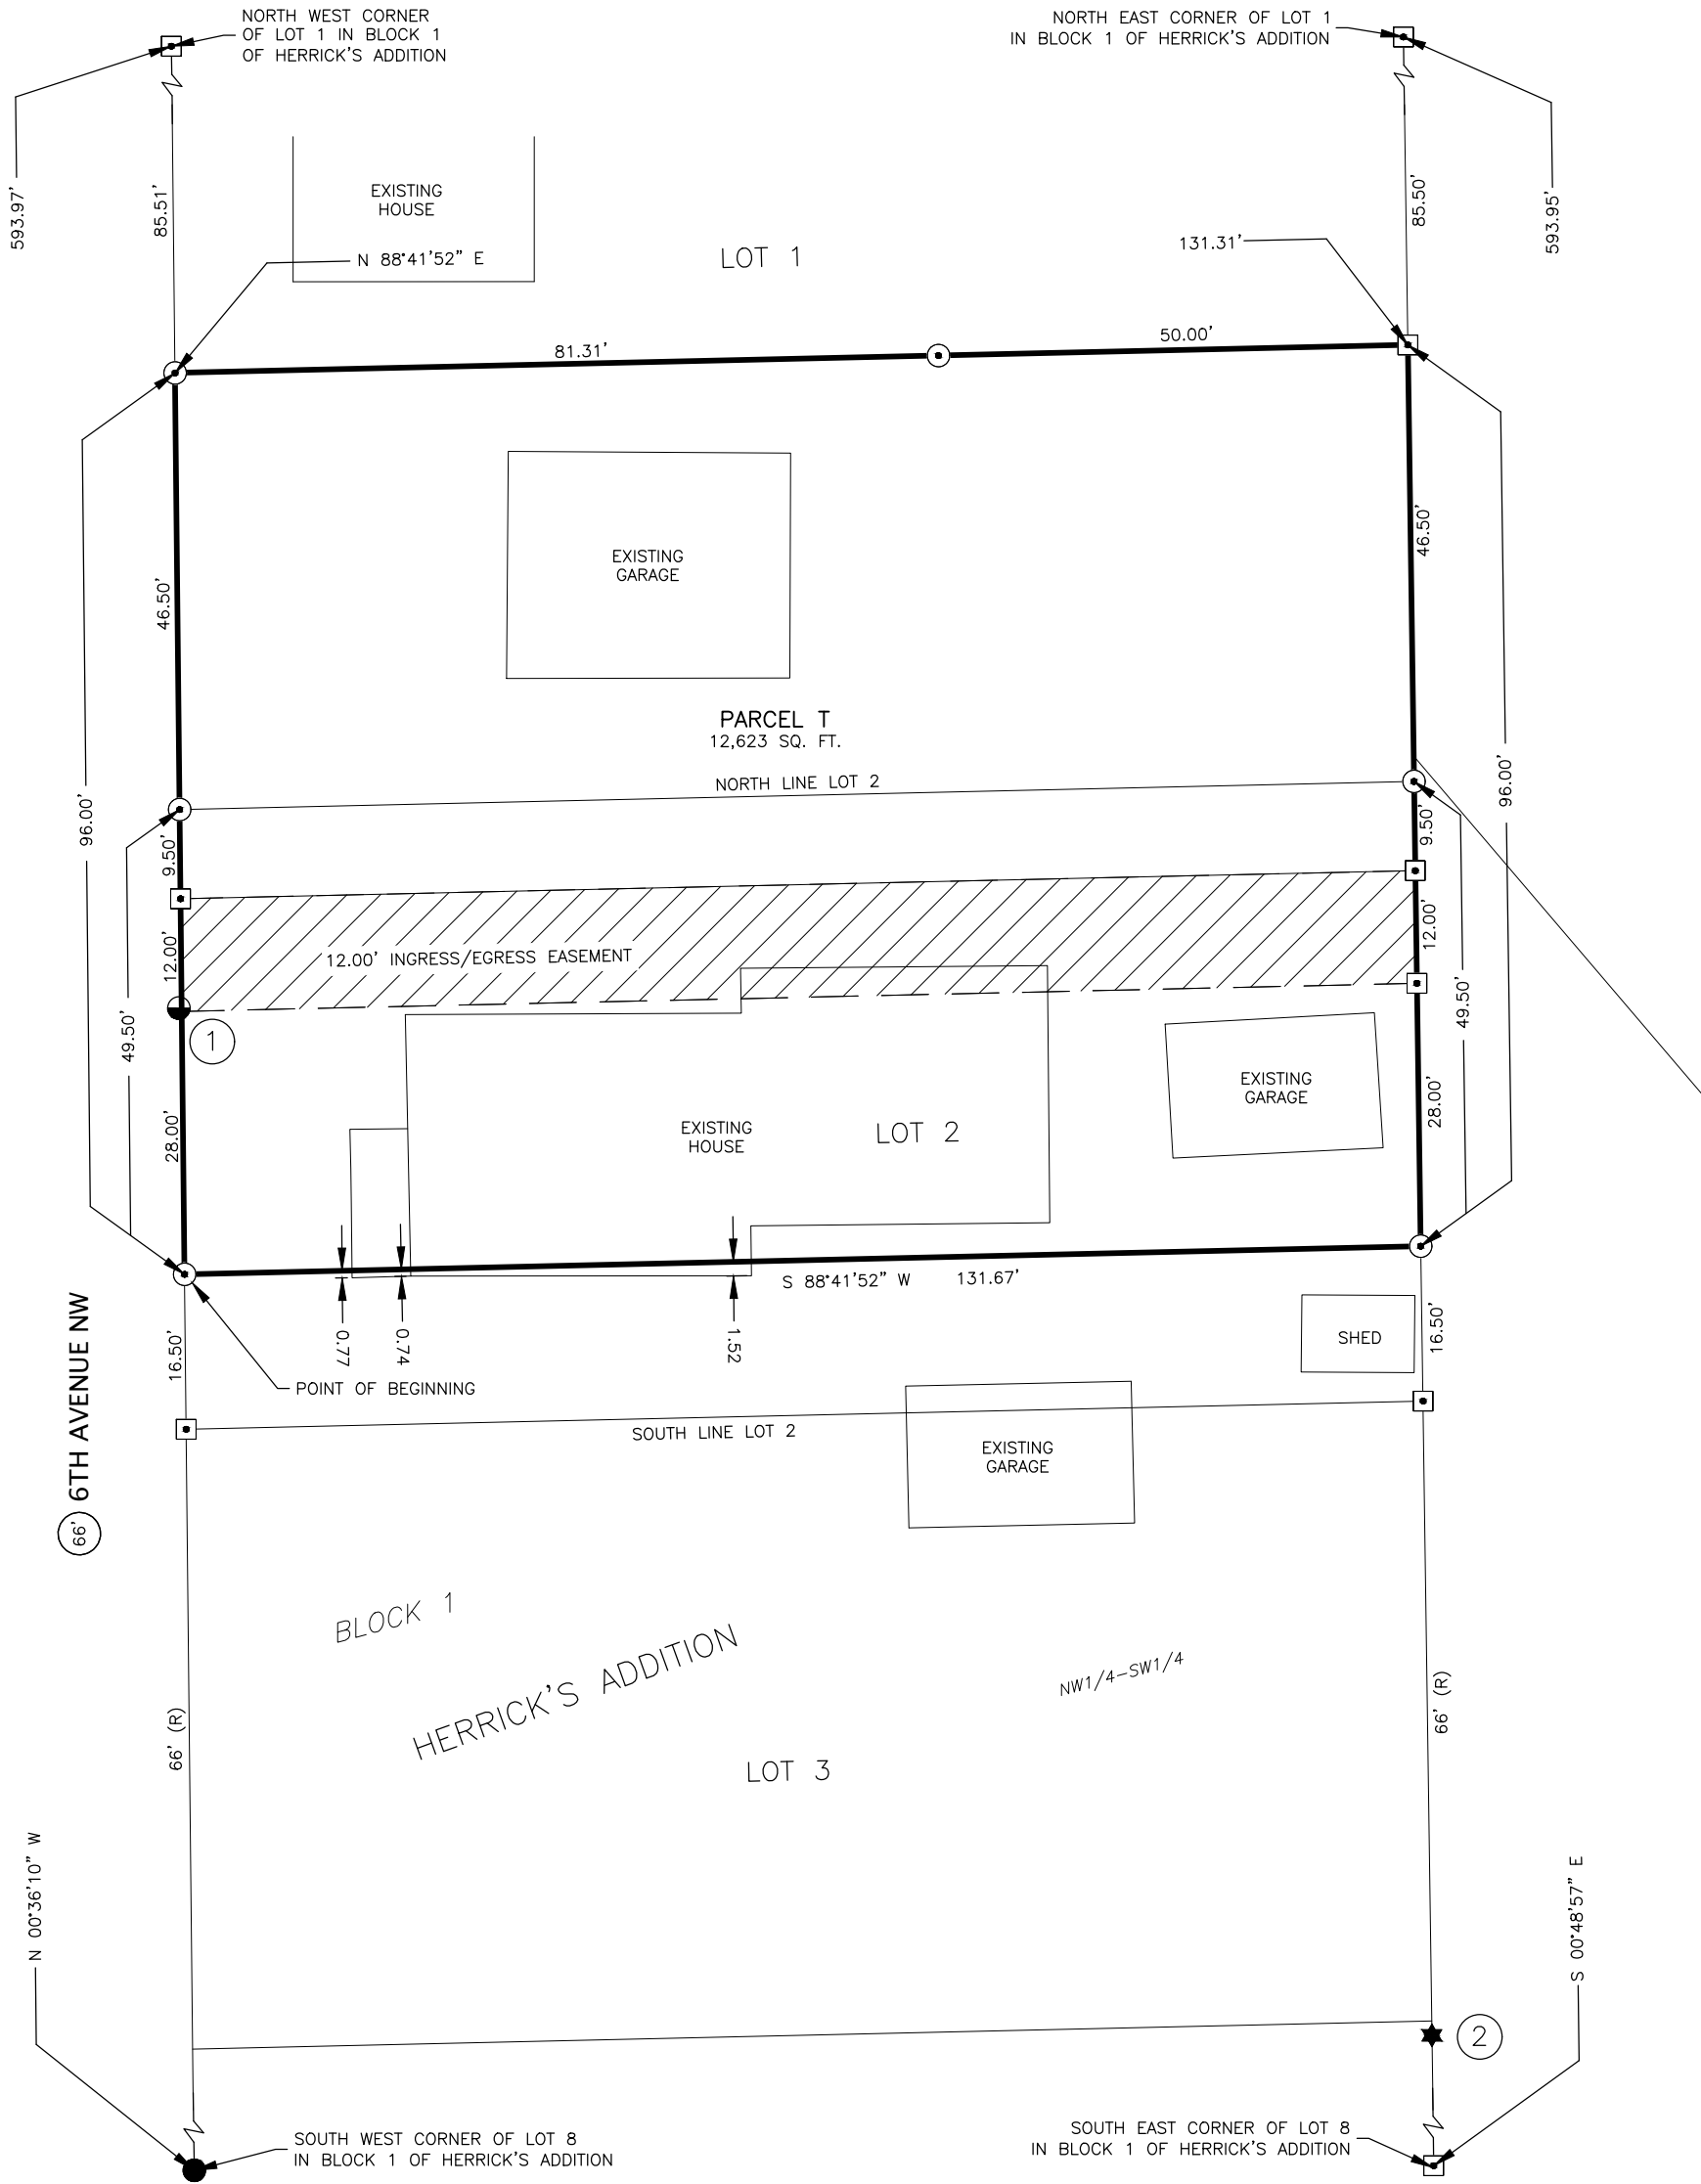 NORTH WEST CORNER
OF LOT 1 IN BLOCK 1
OF HERRICK'S ADDITION
NORTH EAST CORNER OF LOT 1
IN BLOCK 1 OF HERRICK'S ADDITION
593.97'
85.51'
EXISTING
HOUSE
N 88°41'52" E
LOT 1
131.31'
85.50'
593.95'
81.31'
50.00'
46.50'
EXISTING
GARAGE
46.50'
PARCEL T
12,623 SQ. FT.
NORTH LINE LOT 2
96.00'
96.00'
9.50'
9.50'
12.00'
12.00' INGRESS/EGRESS EASEMENT
12.00'
49.50'
49.50'
1
28.00'
EXISTING
HOUSE
LOT 2
EXISTING
GARAGE
28.00'
S 88°41'52" W 131.67'
0.77
0.74
1.52
16.50'
16.50'
SHED
POINT OF BEGINNING
66' 6TH AVENUE NW
SOUTH LINE LOT 2
EXISTING
GARAGE
BLOCK 1
HERRICK'S ADDITION
NW1/4-SW1/4
66' (R)
66' (R)
LOT 3
N 00°36'10" W
S 00°48'57" E
2
SOUTH WEST CORNER OF LOT 8
IN BLOCK 1 OF HERRICK'S ADDITION
SOUTH EAST CORNER OF LOT 8
IN BLOCK 1 OF HERRICK'S ADDITION